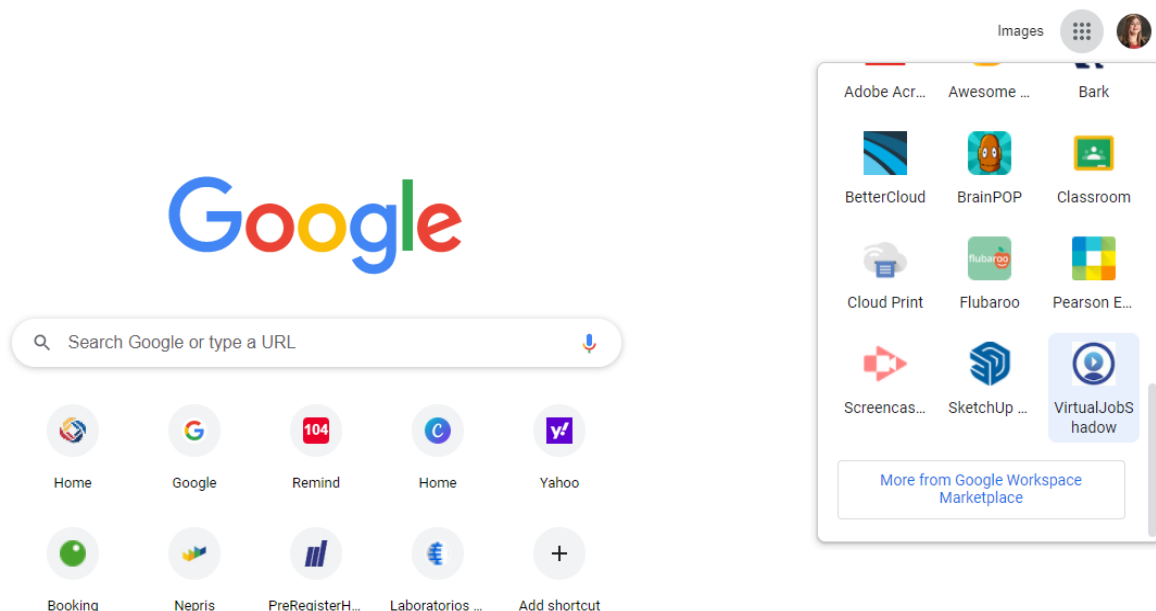 Images
Google
Search Google or type a URL
Home
Google
104
Remind
Home
y!
Yahoo
Booking
Nepris
PreRegisterH...
Laboratorios ...
Add shortcut
Adobe Acr...
Awesome ...
Bark
BetterCloud
BrainPOP
Classroom
Cloud Print
flubaroo
Flubaroo
Pearson E...
Screencas...
SketchUp ...
VirtualJobS
hadow
More from Google Workspace
Marketplace